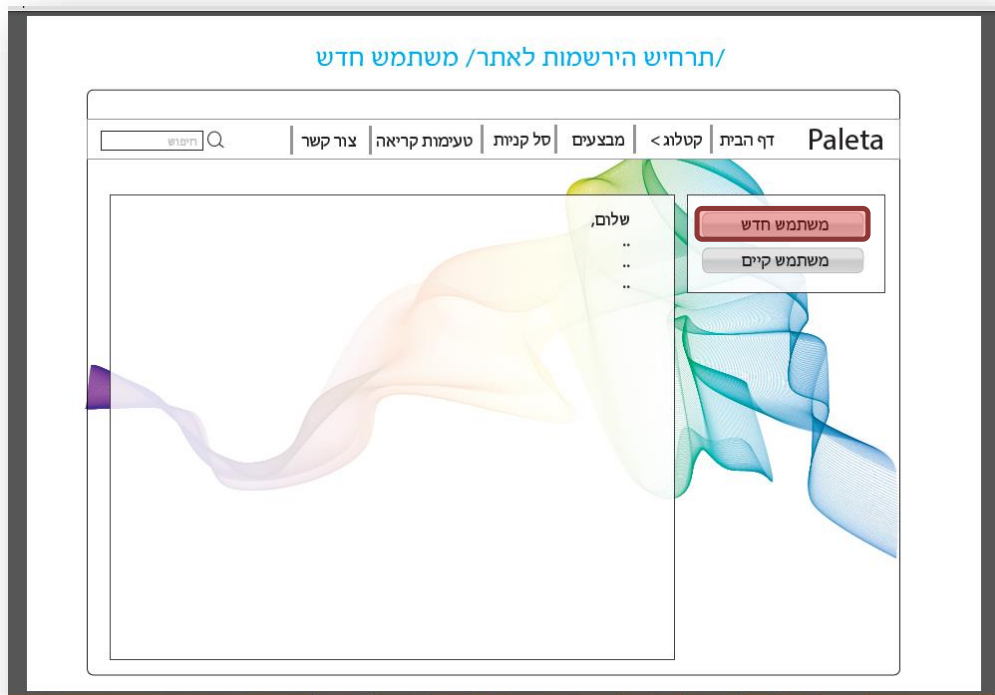 /תרחיש הירשמות לאתר/ משתמש חדש
Paleta
דף הבית | קטלוג > | מבצעים | סל קניות | טעימות קריאה | צור קשר
חיפוש
משתמש חדש
משתמש קיים
שלום,
..
..
..